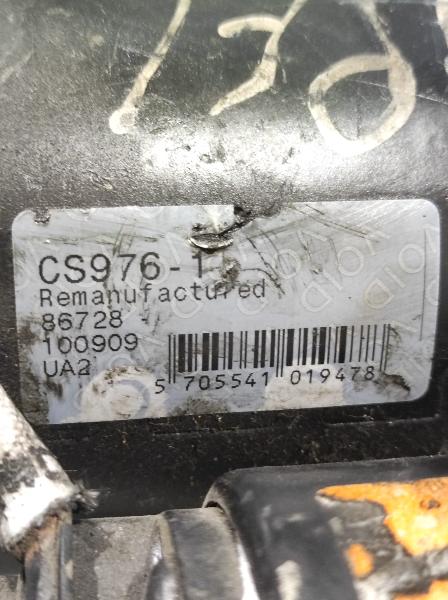 CS976-1
Remanufactured
86728 -
100909
UA2
5 705541 019478